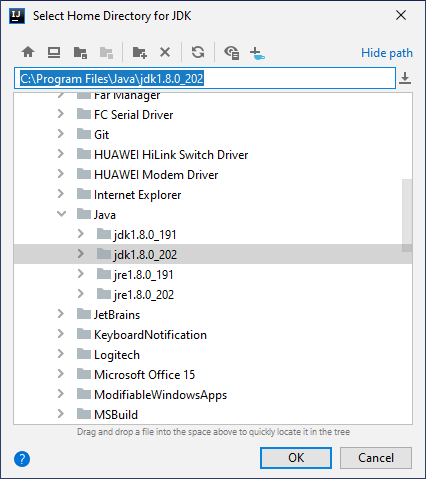 IJ
Select Home Directory for JDK
Hide path
C:\Program Files\Java\jdk1.8.0_202
Far Manager
FC Serial Driver
Git
HUAWEI HiLink Switch Driver
HUAWEI Modem Driver
Internet Explorer
Java
jdk1.8.0_191
jdk1.8.0_202
jre1.8.0_191
jre1.8.0_202
JetBrains
KeyboardNotification
Logitech
Microsoft Office 15
ModifiableWindowsApps
MSBuild
Drag and drop a file into the space above to quickly locate it in the tree
?
OK
Cancel